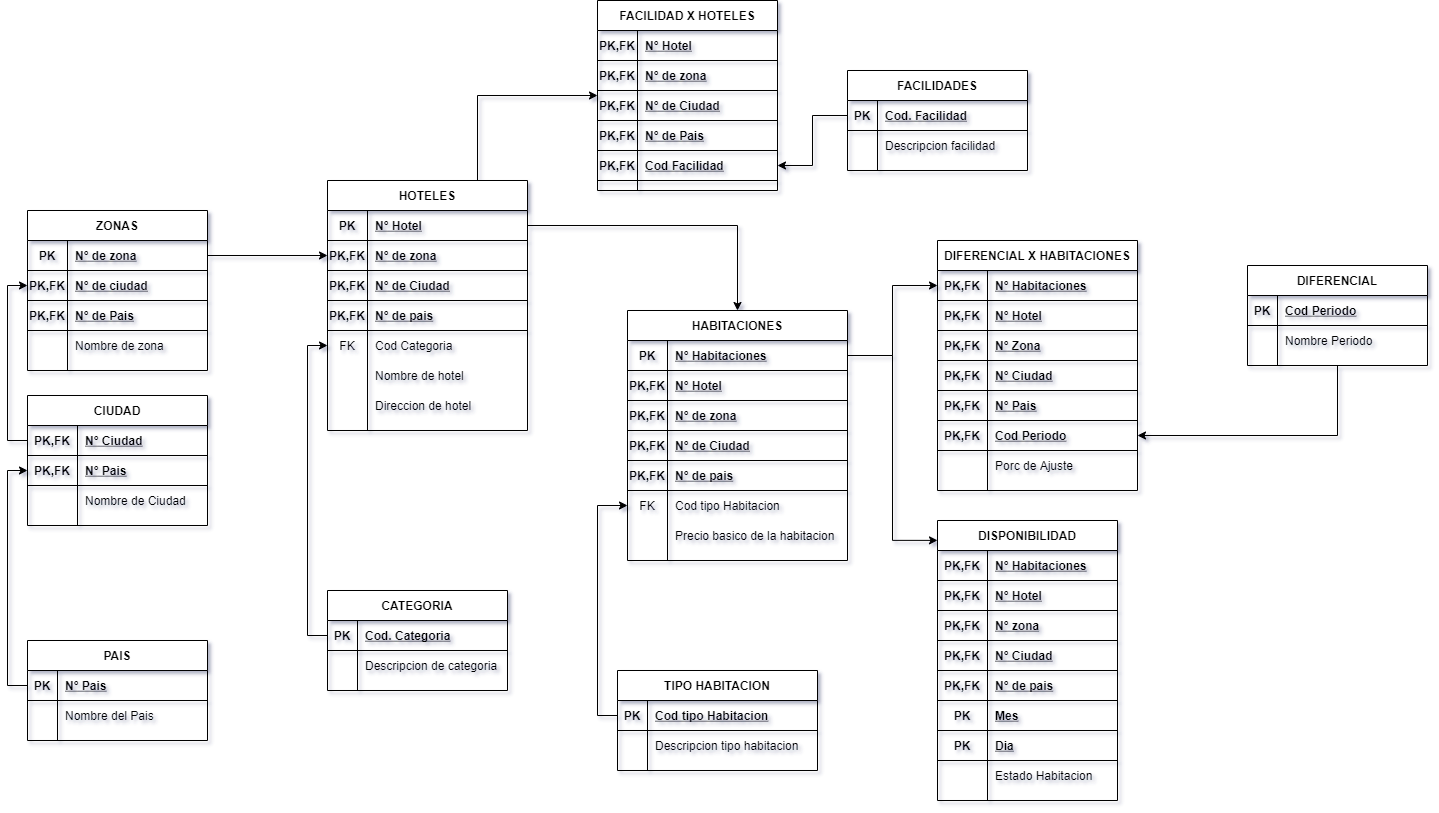 FACILIDAD X HOTELES
PK,FK N° Hotel
PK,FK N° de zona
PK,FK N° de Ciudad
PK,FK N° de Pais
PK,FK Cod Facilidad
FACILIDADES
PK Cod. Facilidad
Descripcion facilidad
HOTELES
PK N° Hotel
PK,FK N° de zona
PK,FK N° de Ciudad
PK,FK N° de pais
FK Cod Categoria
Nombre de hotel
Direccion de hotel
ZONAS
PK N° de zona
PK,FK N° de ciudad
PK,FK N° de Pais
Nombre de zona
CIUDAD
PK,FK N° Ciudad
PK,FK N° Pais
Nombre de Ciudad
PAIS
PK N° Pais
Nombre del Pais
CATEGORIA
PK Cod. Categoria
Descripcion de categoria
HABITACIONES
PK N° Habitaciones
PK,FK N° Hotel
PK,FK N° de zona
PK,FK N° de Ciudad
PK,FK N° de pais
FK Cod tipo Habitacion
Precio basico de la habitacion
TIPO HABITACION
PK Cod tipo Habitacion
Descripcion tipo habitacion
DIFERENCIAL X HABITACIONES
PK,FK N° Habitaciones
PK,FK N° Hotel
PK,FK N° Zona
PK,FK N° Ciudad
PK,FK N° Pais
PK,FK Cod Periodo
Porc de Ajuste
DIFERENCIAL
PK Cod Periodo
Nombre Periodo
DISPONIBILIDAD
PK,FK N° Habitaciones
PK,FK N° Hotel
PK,FK N° zona
PK,FK N° Ciudad
PK,FK N° de pais
PK Mes
PK Dia
Estado Habitacion